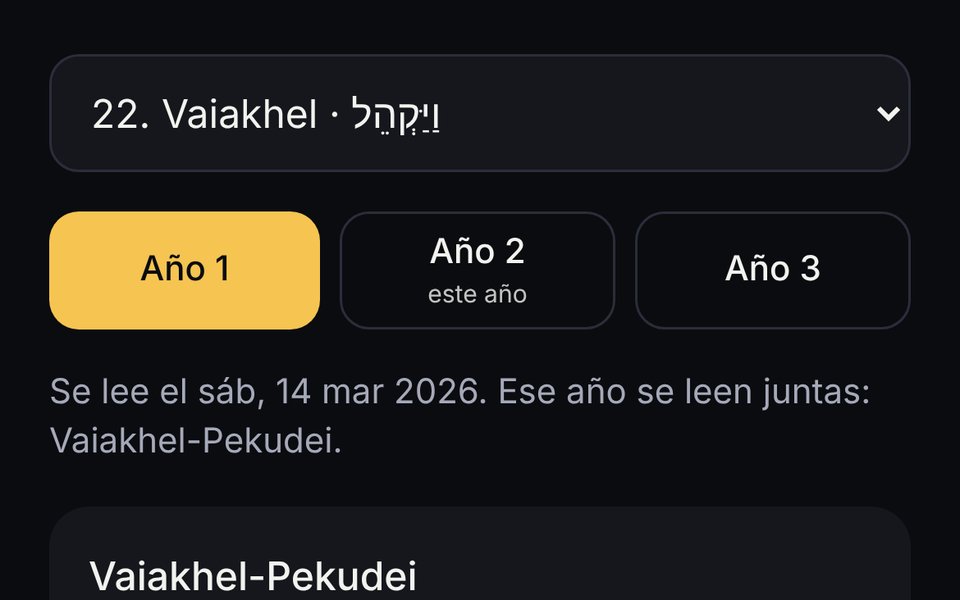 22. Vaiakhel · וַיַּקְהֵל
Año 1
Año 2
este año
Año 3
Se lee el sáb, 14 mar 2026. Ese año se leen juntas:
Vaiakhel-Pekudei.
Vaiakhel-Pekudei